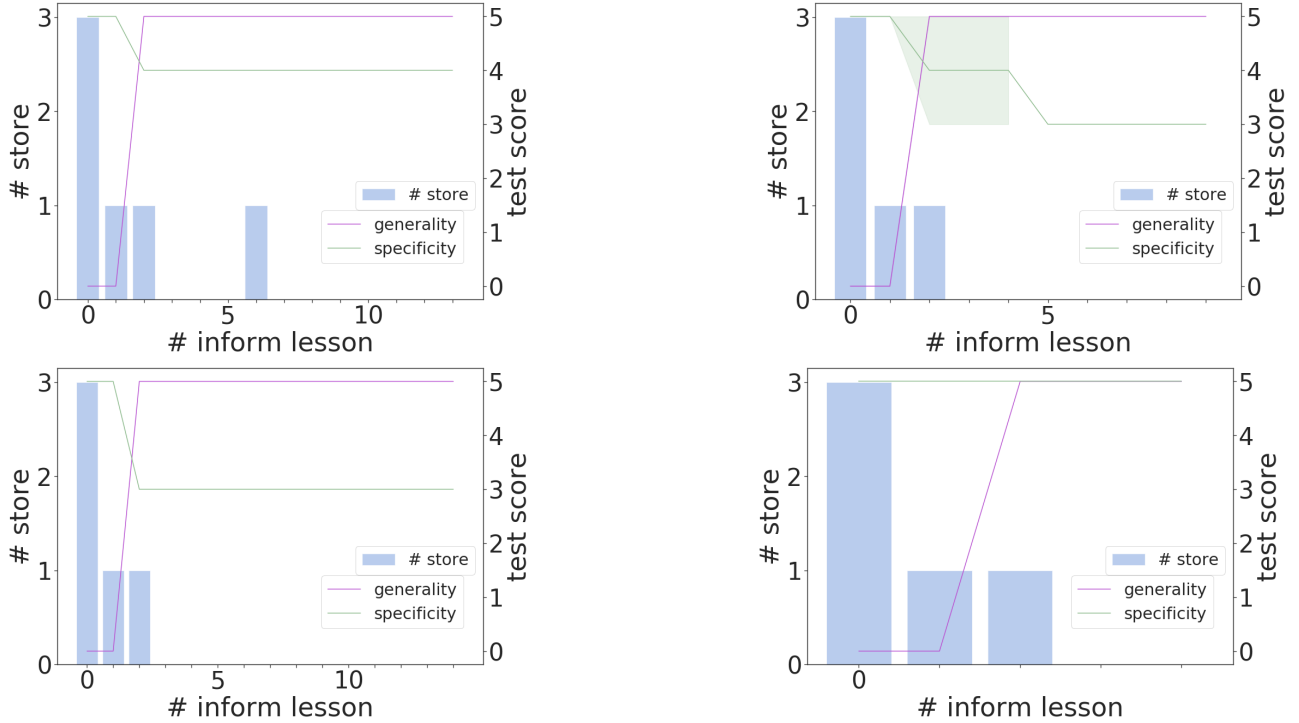 3
2
1
0
# store
5
4
3
2
1
0
test score
# store
generality
specificity
0
5
10
# inform lesson
3
2
1
0
# store
5
4
3
2
1
0
test score
# store
generality
specificity
0
5
# inform lesson
3
2
1
0
# store
5
4
3
2
1
0
test score
# store
generality
specificity
0
10
# inform lesson
3
2
1
0
# store
5
4
3
2
1
0
test score
# store
generality
specificity
0
# inform lesson